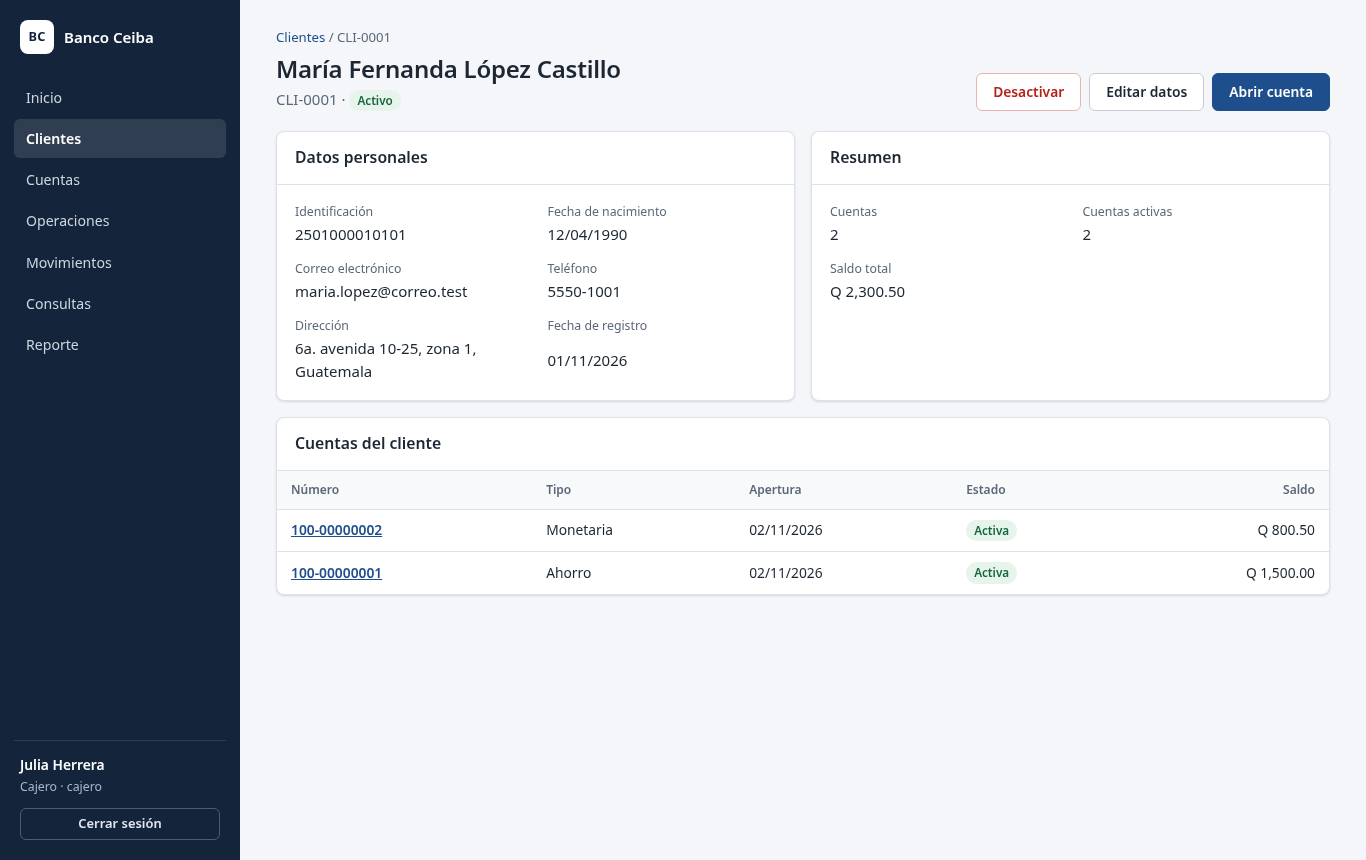 BC
Banco Ceiba
Inicio
Clientes
Cuentas
Operaciones
Movimientos
Consultas
Reporte
Julia Herrera
Cajero · cajero
Cerrar sesión
Clientes / CLI-0001
María Fernanda López Castillo
CLI-0001 · Activo
Desactivar
Editar datos
Abrir cuenta
Datos personales
Identificación
2501000010101
Fecha de nacimiento
12/04/1990
Correo electrónico
maria.lopez@correo.test
Teléfono
5550-1001
Dirección
6a. avenida 10-25, zona 1,
Guatemala
Fecha de registro
01/11/2026
Resumen
Cuentas
2
Cuentas activas
2
Saldo total
Q 2,300.50
Cuentas del cliente
Número Tipo Apertura Estado Saldo
100-00000002 Monetaria 02/11/2026 Activa Q 800.50
100-00000001 Ahorro 02/11/2026 Activa Q 1,500.00